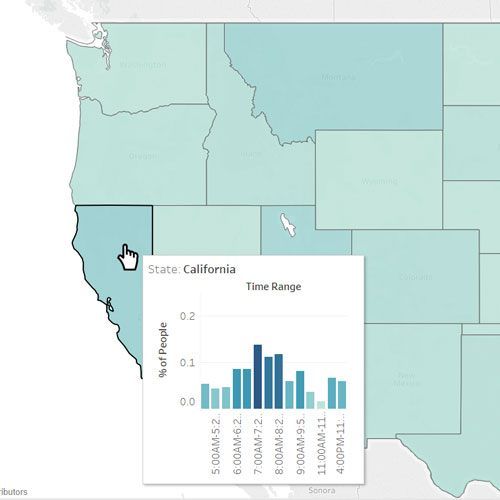 Washington
Montana
Oregon
Idaho
Wyoming
State: California
Time Range
Colorado
% of People
0.2
0.1
0.0
New
Mexico
5:00AM-5:2...
6:00AM-6:2...
7:00AM-7:2...
8:00AM-8:2...
9:00AM-9:5...
11:00AM-11...
4:00PM-11:...
ributors
Sonora